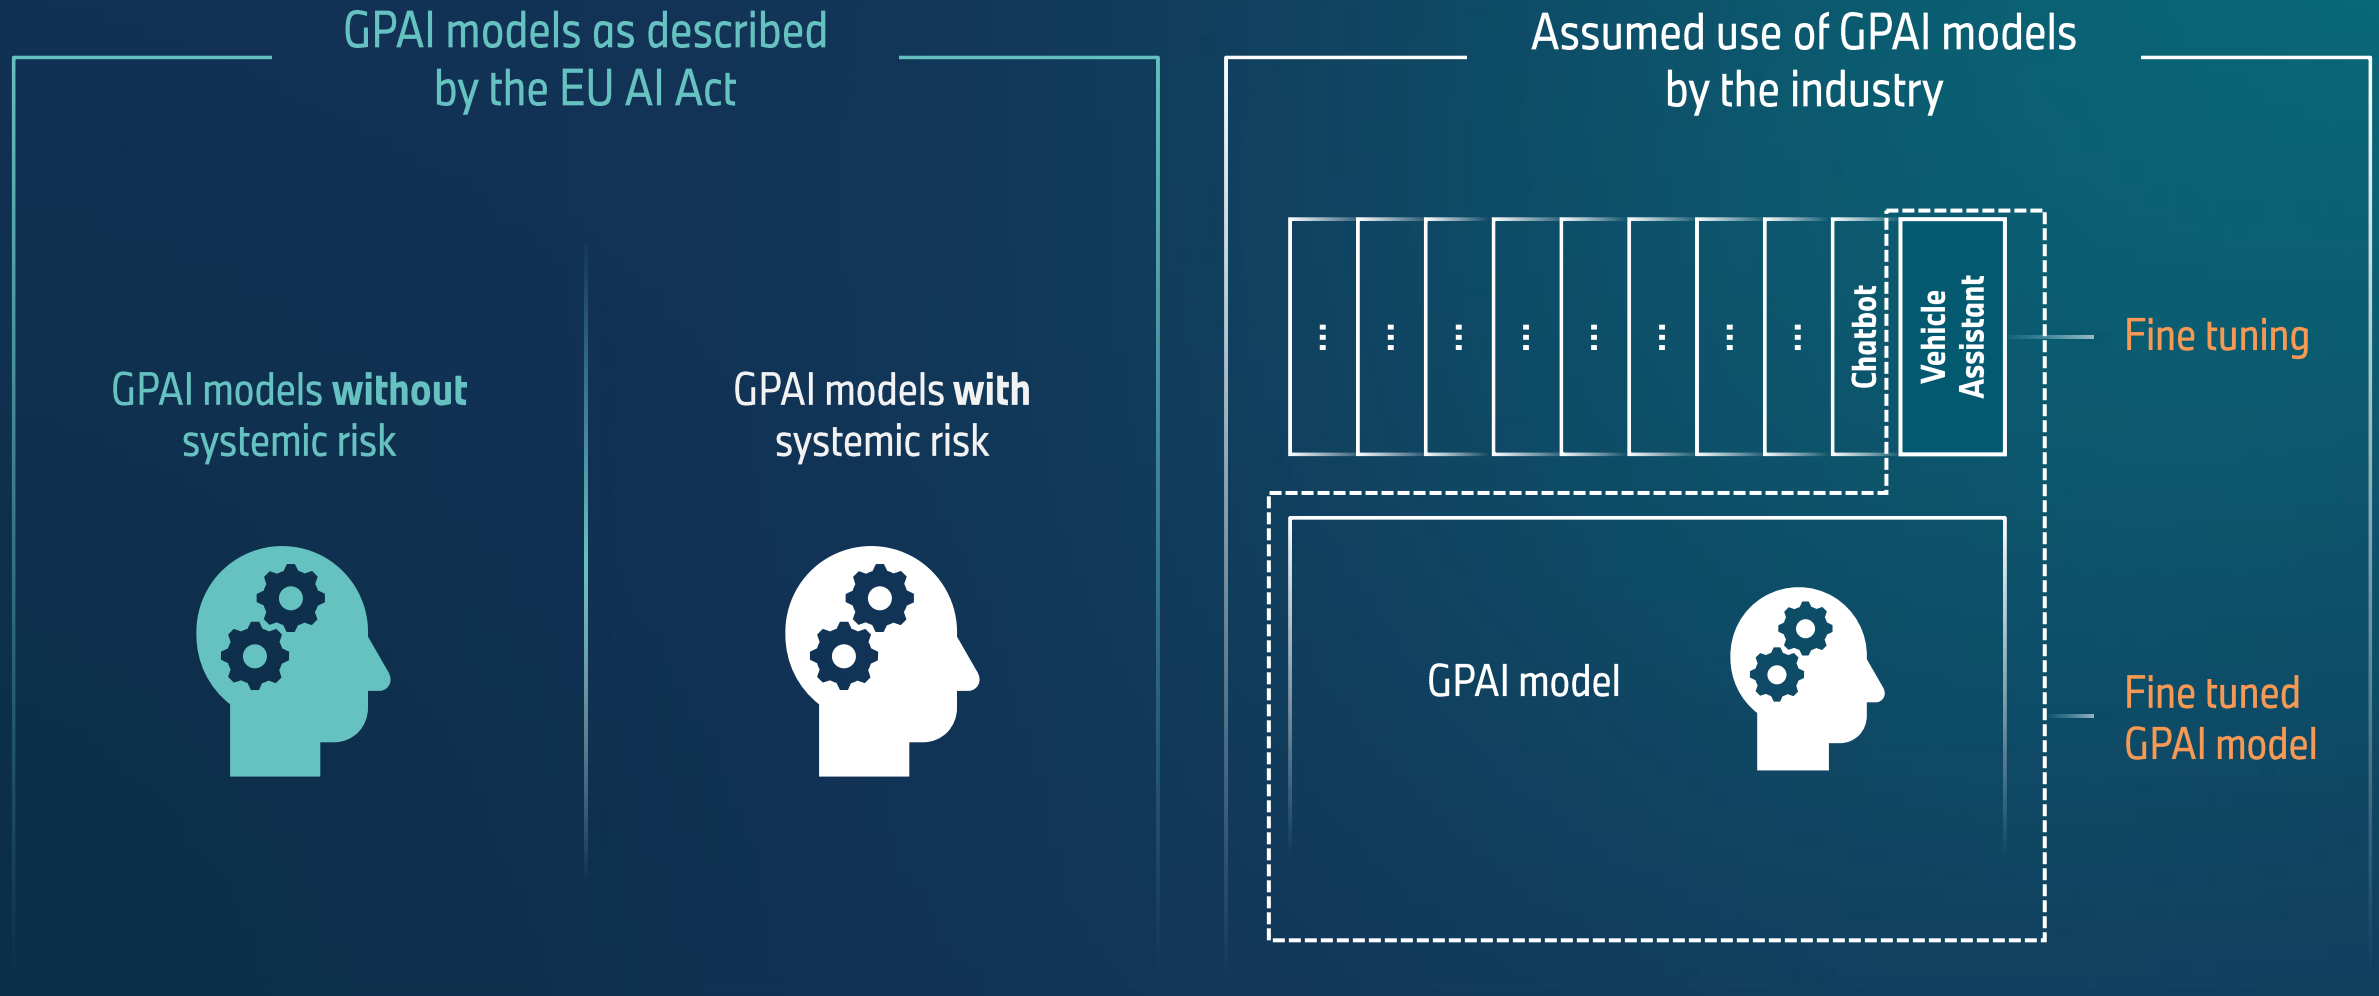 GPAI models as described
by the EU AI Act
GPAI models without
systemic risk
GPAI models with
systemic risk
Assumed use of GPAI models
by the industry
...
...
...
...
...
...
...
...
Chatbot
Vehicle
Assistant
Fine tuning
GPAI model
Fine tuned
GPAI model